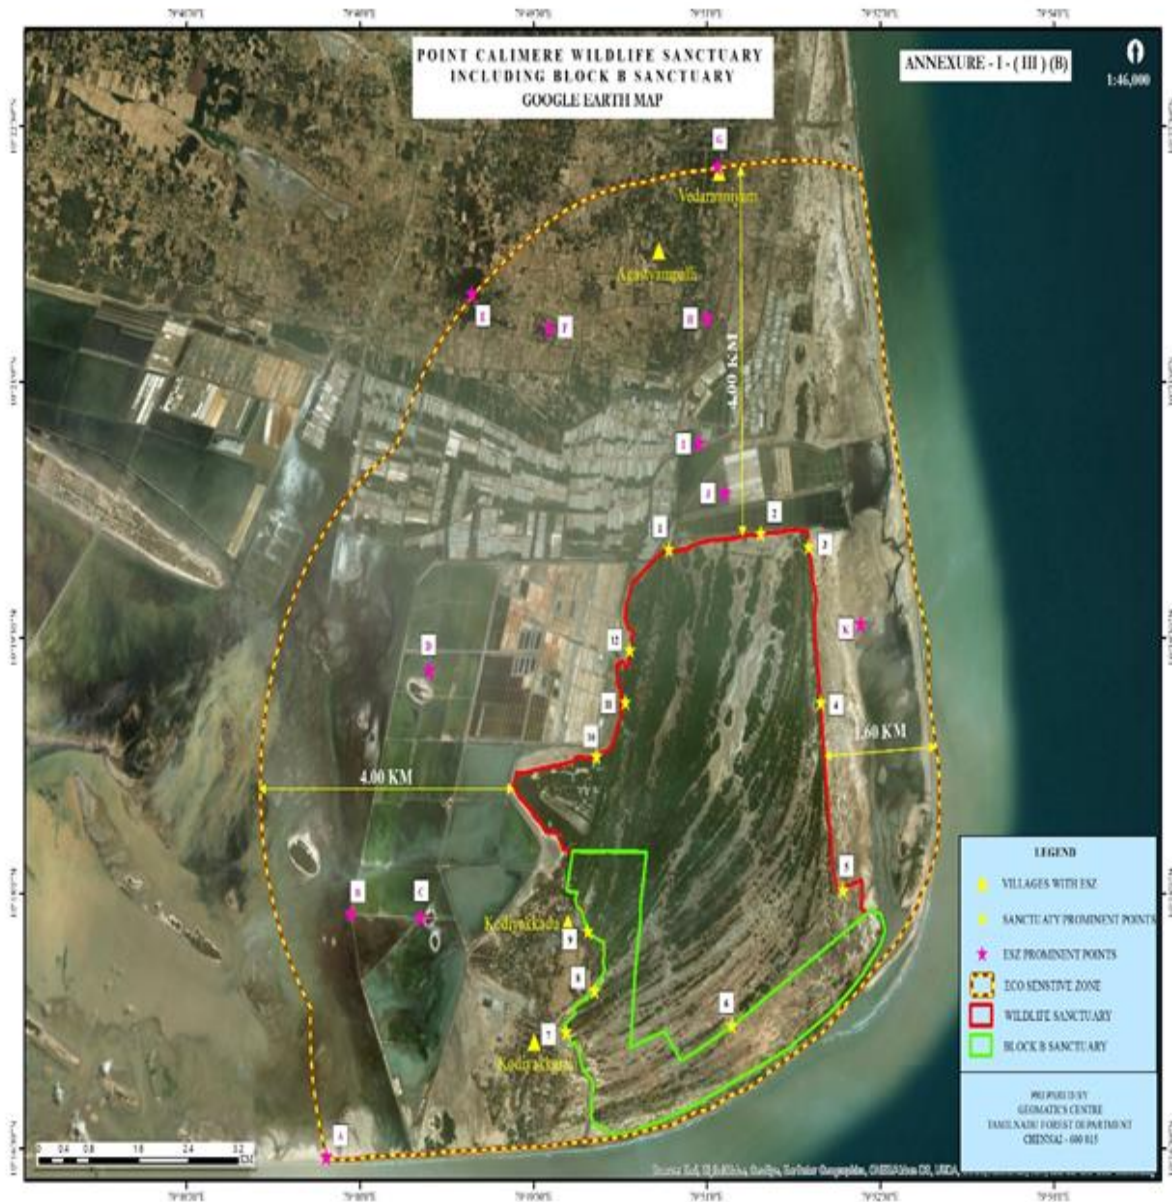 POINT CALIMERE WILDLIFE SANCTUARY
INCLUDING BLOCK B SANCTUARY
GOOGLE EARTH MAP
ANNEXURE - I - ( III ) (B)
1:46,000
G
Vedaranniyam
Agastyampalli
E
F
H
4.00 KM
I
J
1
2
3
K
12
D
11
4
10
1.60 KM
4.00 KM
5
B
C
Kodiyakkadu
9
8
6
7
Kodiyakkarai
A
0 0.4 0.8 1.6 2.4 3.2
KM
LEGEND
VILLAGES WITH ESZ
SANCTUATY PROMINENT POINTS
ESZ PROMINENT POINTS
ECO SENSTIVE ZONE
WILDLIFE SANCTUARY
BLOCK B SANCTUARY
PREPARED BY
GEOMATICS CENTRE
TAMILNADU FOREST DEPARTMENT
CHENNAI - 600 015